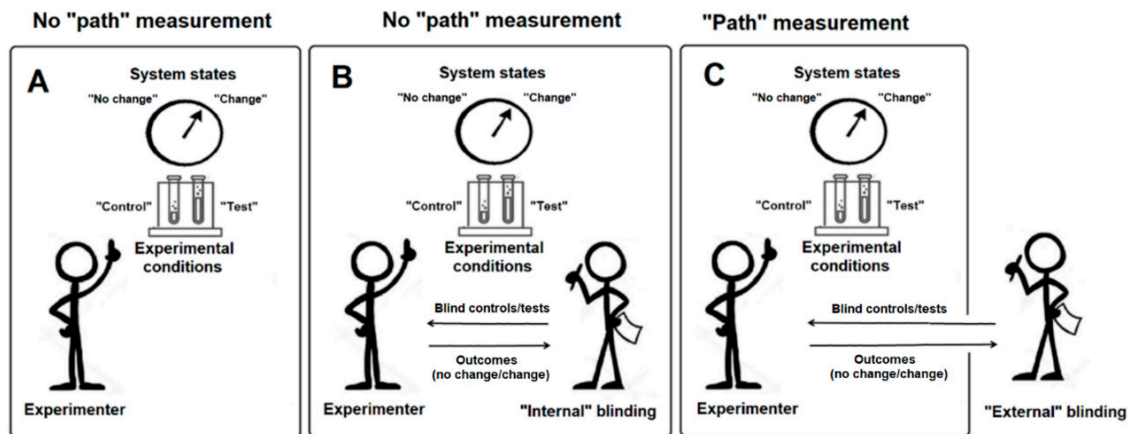 No "path" measurement
No "path" measurement
"Path" measurement
A
System states
"No change"
"Change"
"Control"
"Test"
Experimental
conditions
Experimenter
B
System states
"No change"
"Change"
"Control"
"Test"
Experimental
conditions
Blind controls/tests
Outcomes
(no change/change)
Experimenter
"Internal" blinding
C
System states
"No change"
"Change"
"Control"
"Test"
Experimental
conditions
Blind controls/tests
Outcomes
(no change/change)
Experimenter
"External" blinding